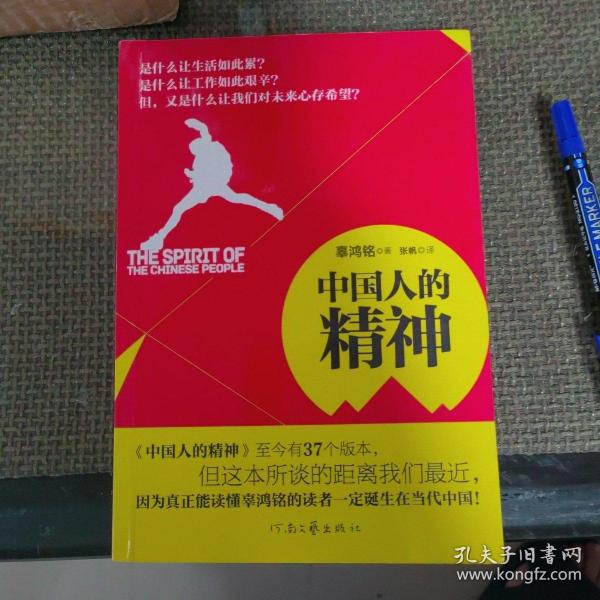 是什么让生活如此累？
是什么让工作如此艰辛？
但，又是什么让我们对未来心存希望？
THE SPIRIT OF
THE CHINESE PEOPLE
辜鸿铭◎著 张帆◎译
中国人的
精神
《中国人的精神》至今有37个版本，
但这本所谈的距离我们最近，
因为真正能读懂辜鸿铭的读者一定诞生在当代中国！
河南文艺出版社
MARKER
孔夫子旧书网
www.kongfz.com